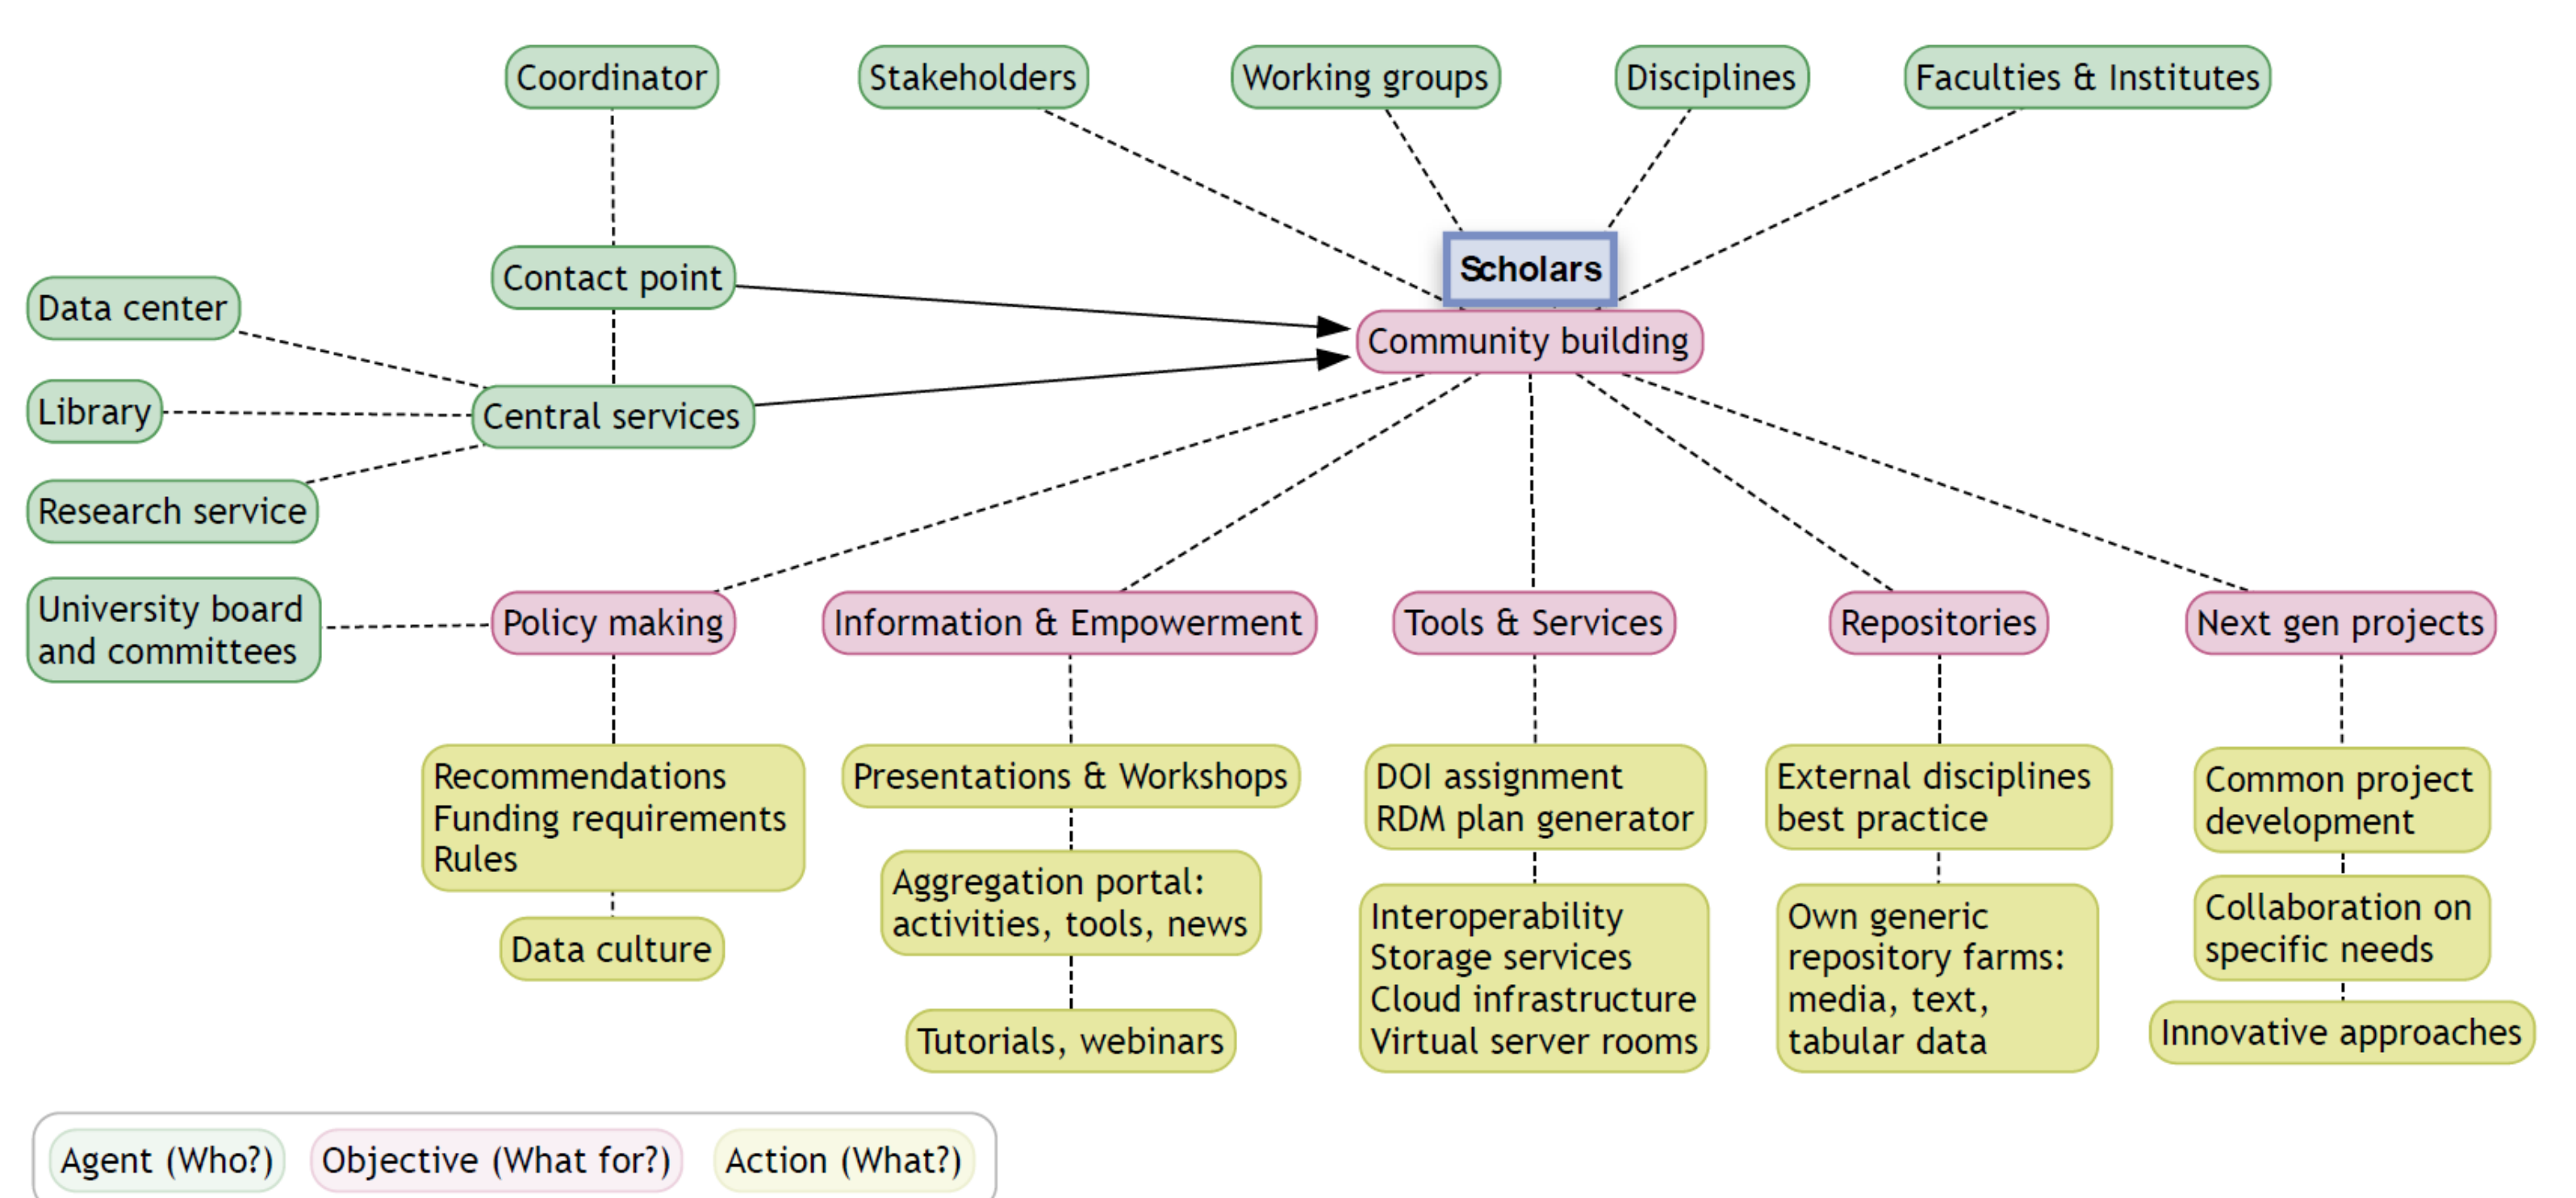 Coordinator
Stakeholders
Working groups
Disciplines
Faculties & Institutes
Scholars
Contact point
Data center
Community building
Library
Central services
Research service
University board
and committees
Policy making
Information & Empowerment
Tools & Services
Repositories
Next gen projects
Recommendations
Funding requirements
Rules
Data culture
Presentations & Workshops
Aggregation portal:
activities, tools, news
Tutorials, webinars
DOI assignment
RDM plan generator
Interoperability
Storage services
Cloud infrastructure
Virtual server rooms
External disciplines
best practice
Own generic
repository farms:
media, text,
tabular data
Common project
development
Collaboration on
specific needs
Innovative approaches
Agent (Who?)
Objective (What for?)
Action (What?)